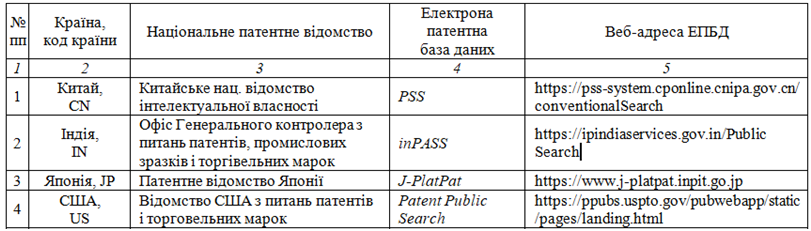 № пп Країна, код країни Національне патентне відомство Електрона патентна база даних Веб-адреса ЕПБД
1 2 3 4 5
1 Китай, CN Китайське нац. відомство інтелектуальної власності PSS https://pss-system.cponline.cnipa.gov.cn/conventionalSearch
2 Індія, IN Офіс Генерального контролера з питань патентів, промислових зразків і торгівельних марок inPASS https://ipindiaservices.gov.in/Public Search
3 Японія, JP Патентне відомство Японії J-PlatPat https://www.j-platpat.inpit.go.jp
4 США, US Відомство США з питань патентів і торговельних марок Patent Public Search https://ppubs.uspto.gov/pubwebapp/static/pages/landing.html